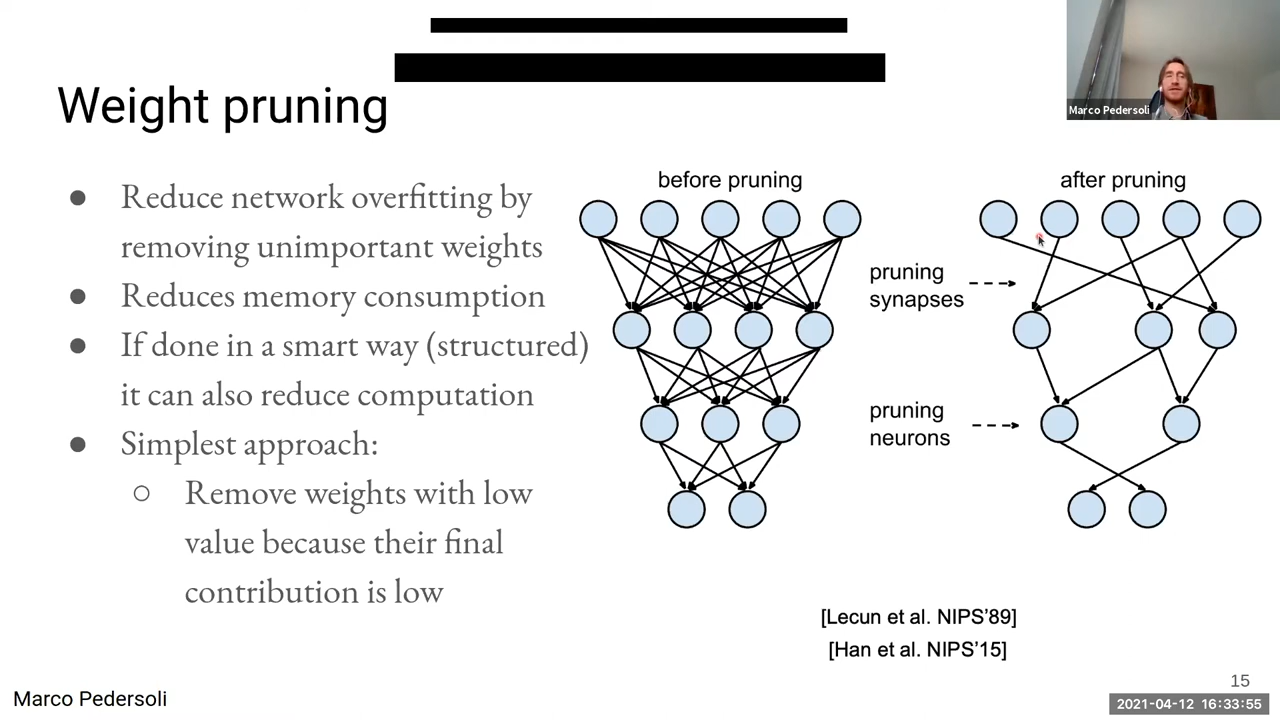 Weight pruning
Marco Pedersoli
● Reduce network overfitting by
removing unimportant weights
● Reduces memory consumption
● If done in a smart way (structured)
it can also reduce computation
● Simplest approach:
○ Remove weights with low
value because their final
contribution is low
before pruning
after pruning
pruning
synapses
pruning
neurons
[Lecun et al. NIPS’89]
[Han et al. NIPS’15]
Marco Pedersoli
15
2021-04-12 16:33:55